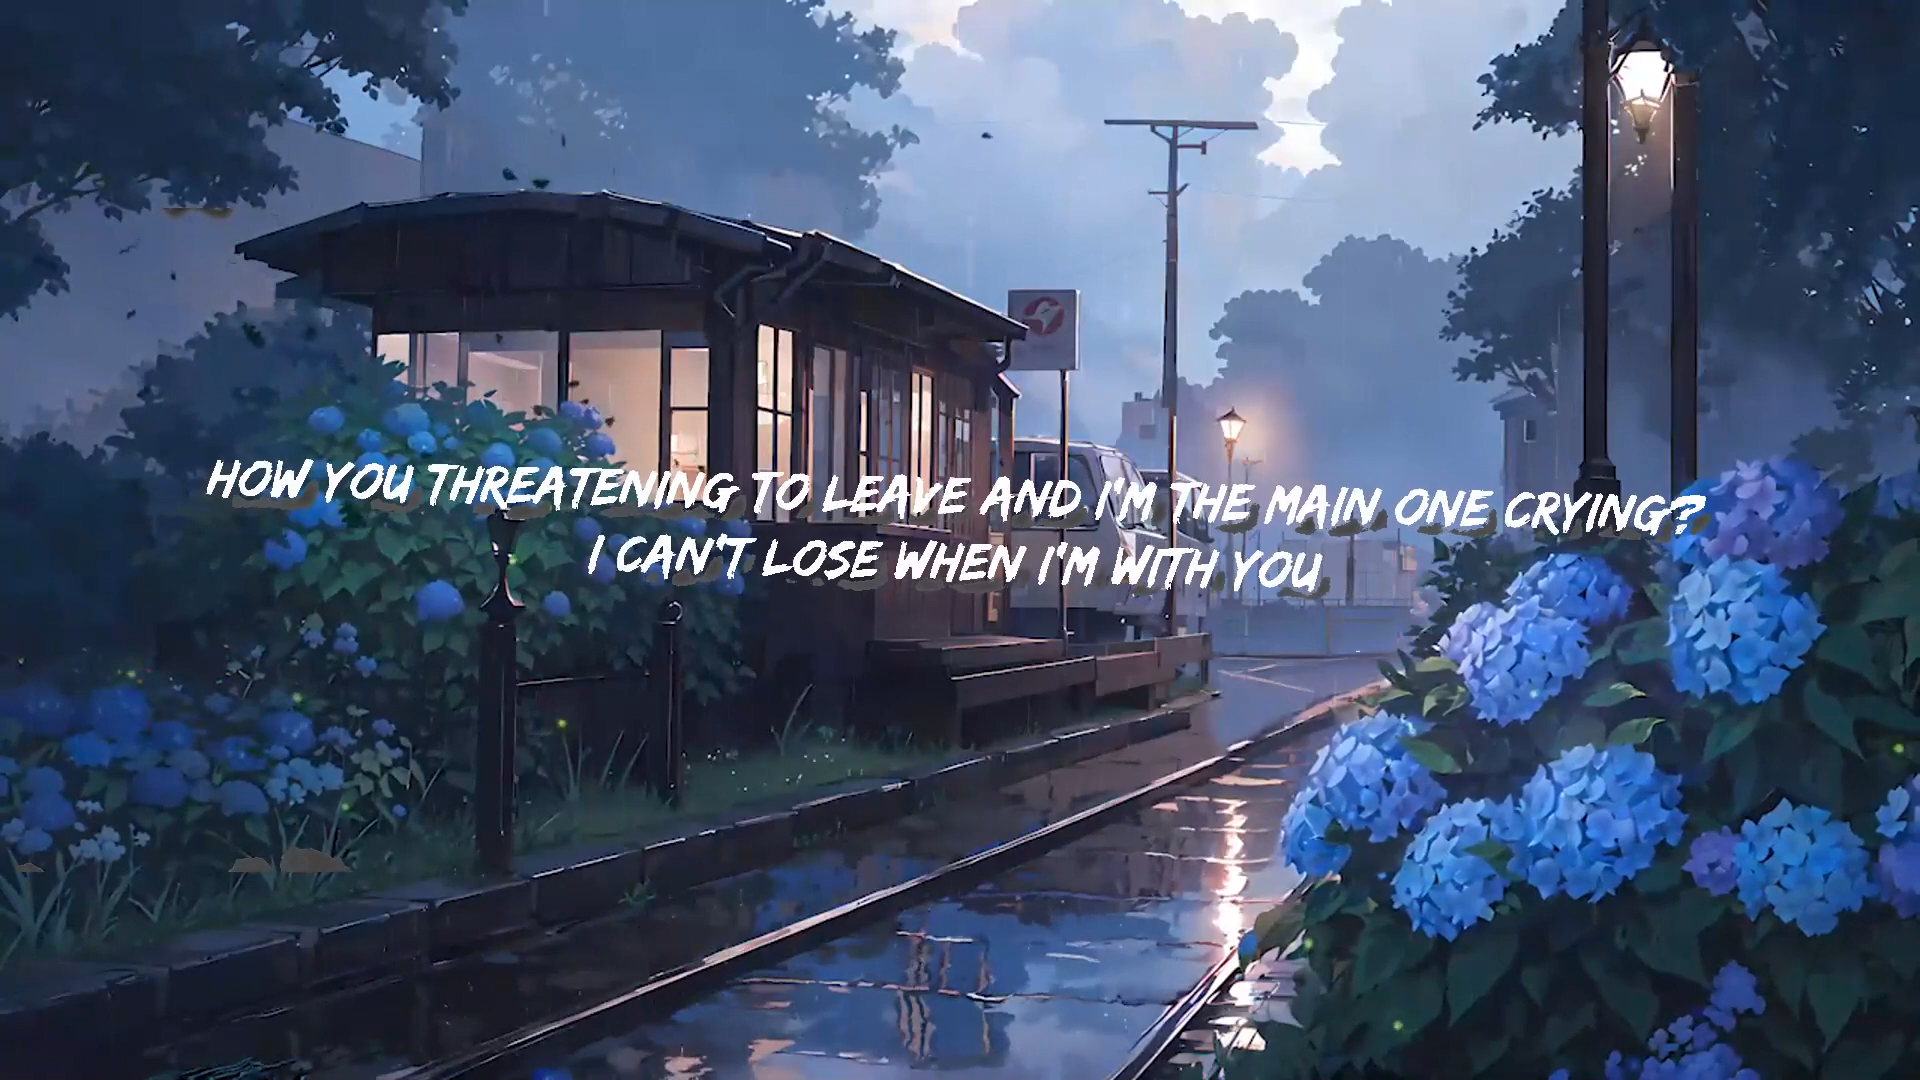 HOW YOU THREATENING TO LEAVE AND I'M THE MAIN ONE CRYING?
I CAN'T LOSE WHEN I'M WITH YOU